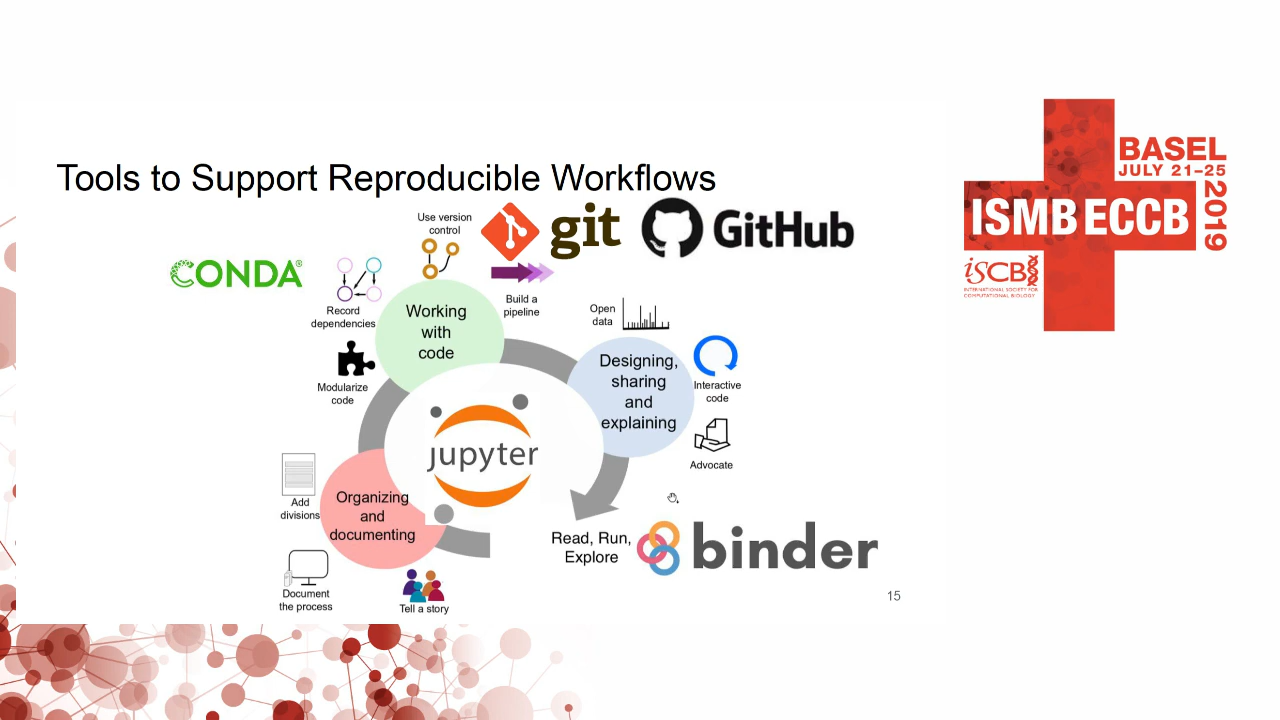 Tools to Support Reproducible Workflows
Use version
control
git
GitHub
CONDA
Record
dependencies
Build a
pipeline
Working
with
code
Open
data
Modularize
code
Designing,
sharing
and
explaining
Interactive
code
Advocate
jupyter
Add
divisions
Organizing
and
documenting
Read, Run,
Explore
binder
Document
the process
Tell a story
15
BASEL
JULY 21–25
2019
ISMB ECCB
iSCB
INTERNATIONAL SOCIETY FOR
COMPUTATIONAL BIOLOGY